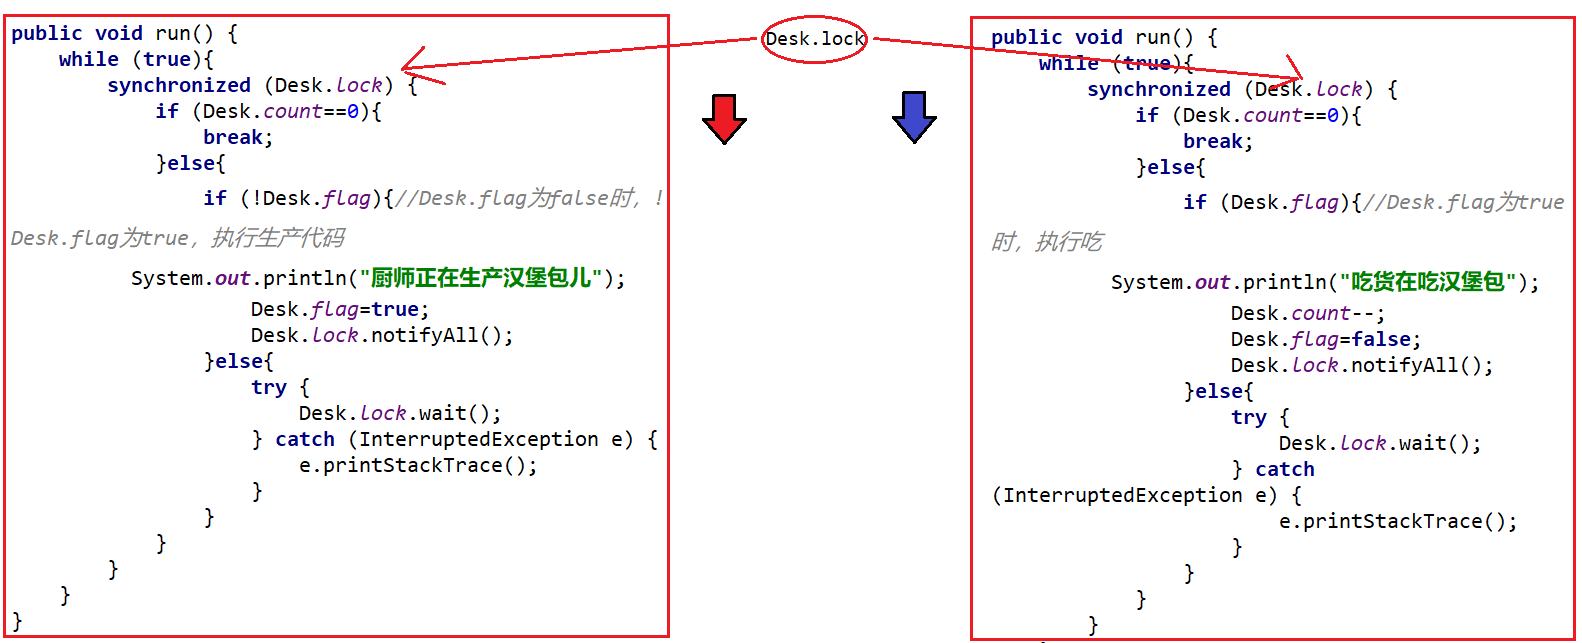 public void run() {
while (true){
synchronized (Desk.lock) {
if (Desk.count==0){
break;
}else{
if (!Desk.flag){//Desk.flag为false时，!
Desk.flag为true，执行生产代码
System.out.println("厨师正在生产汉堡包儿");
Desk.flag=true;
Desk.lock.notifyAll();
}else{
try {
Desk.lock.wait();
} catch (InterruptedException e) {
e.printStackTrace();
}
}
}
}
}
}
Desk.lock
public void run() {
while (true){
synchronized (Desk.lock) {
if (Desk.count==0){
break;
}else{
if (Desk.flag){//Desk.flag为true
时，执行吃
System.out.println("吃货在吃汉堡包");
Desk.count--;
Desk.flag=false;
Desk.lock.notifyAll();
}else{
try {
Desk.lock.wait();
} catch
(InterruptedException e) {
e.printStackTrace();
}
}
}
}